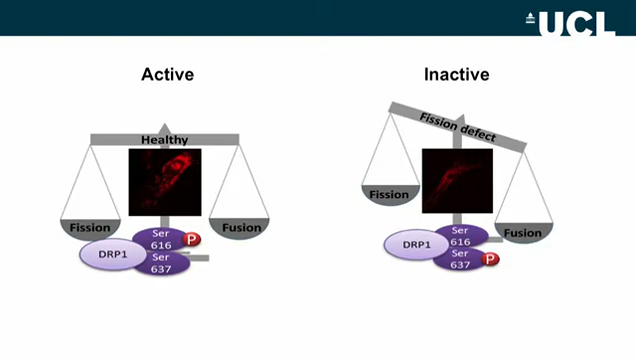 UCL
Active
Inactive
Healthy
Fission
Fusion
Ser
616
P
DRP1
Ser
637
Fission defect
Fission
Fusion
Ser
616
DRP1
Ser
637
P